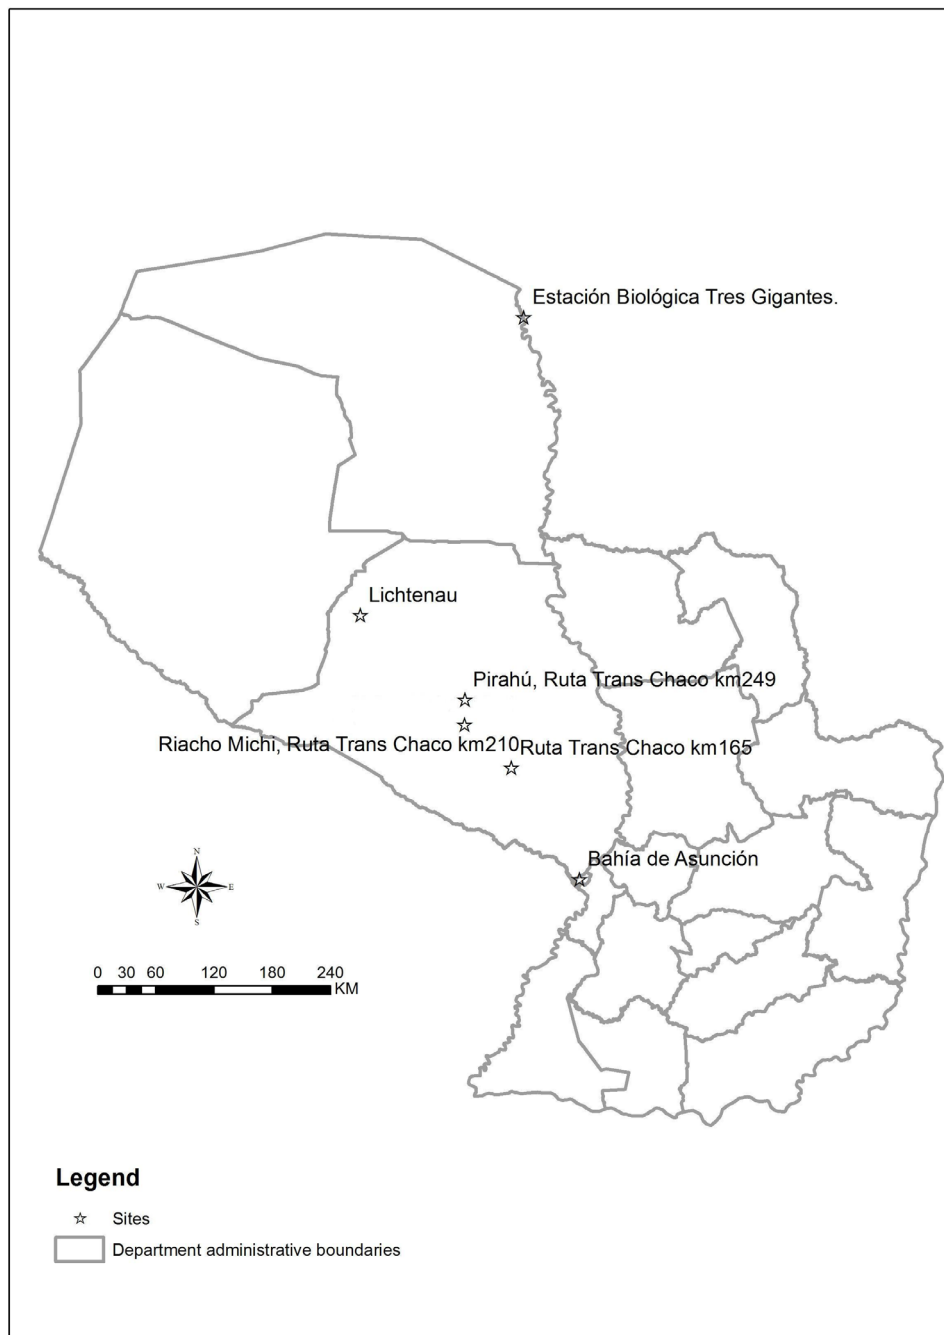 Estación Biológica Tres Gigantes.
Lichtenau
Pirahú, Ruta Trans Chaco km249
Riacho Michi, Ruta Trans Chaco km210
Ruta Trans Chaco km165
Bahía de Asunción
N
W E
S
0 30 60 120 180 240
KM
Legend
Sites
Department administrative boundaries